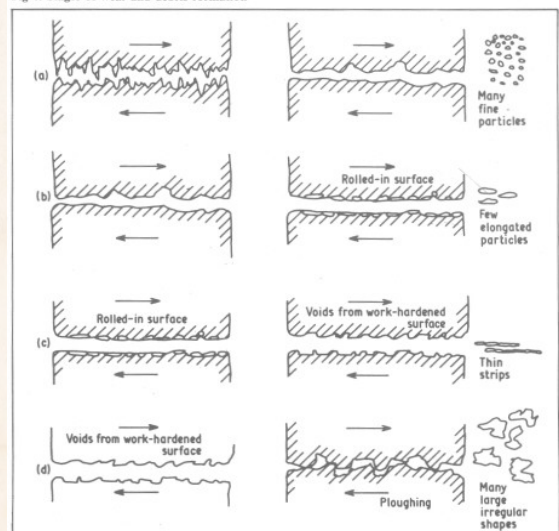 (a)
Many
fine
particles
(b)
Rolled-in surface
Few
elongated
particles
(c)
Rolled-in surface
Voids from work-hardened
surface
Thin
strips
(d)
Voids from work-hardened
surface
Ploughing
Many
large
irregular
shapes